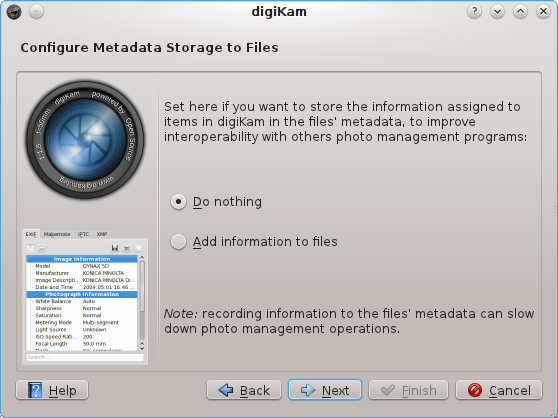 digiKam
Configure Metadata Storage to Files
digiKam powered by Open Source
www.digikam.org
1:1.8 f=50mm
Set here if you want to store the information assigned to
items in digiKam in the files' metadata, to improve
interoperability with others photo management programs:
Do nothing
Add information to files
EXIF Makernote IPTC XMP
Image Information
Model DYNAX 5D
Manufacturer KONICA MINOLTA
Image Descripti... KONICA MINOLTA DI...
Date and Time 2009:05:01 16:46...
Photograph Information
White Balance Auto
Sharpness Normal
Saturation Normal
Metering Mode Multi-segment
Light Source Unknown
ISO Speed Rati... 200
Focal Length 50.0 mm
Search...
Note: recording information to the files' metadata can slow
down photo management operations.
Help Back Next Finish Cancel